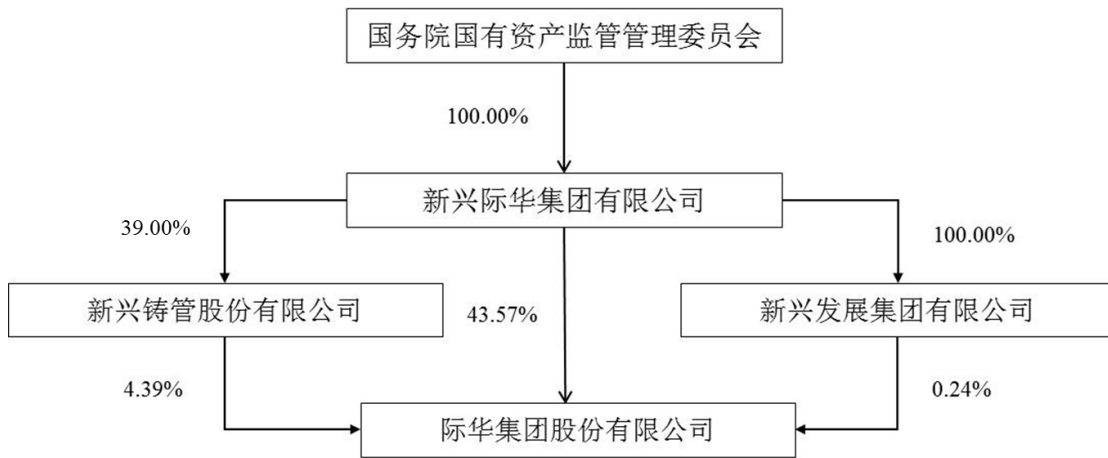 国务院国有资产监督管理委员会
100.00%
新兴际华集团有限公司
39.00%
100.00%
新兴铸管股份有限公司
43.57%
新兴发展集团有限公司
4.39%
0.24%
际华集团股份有限公司